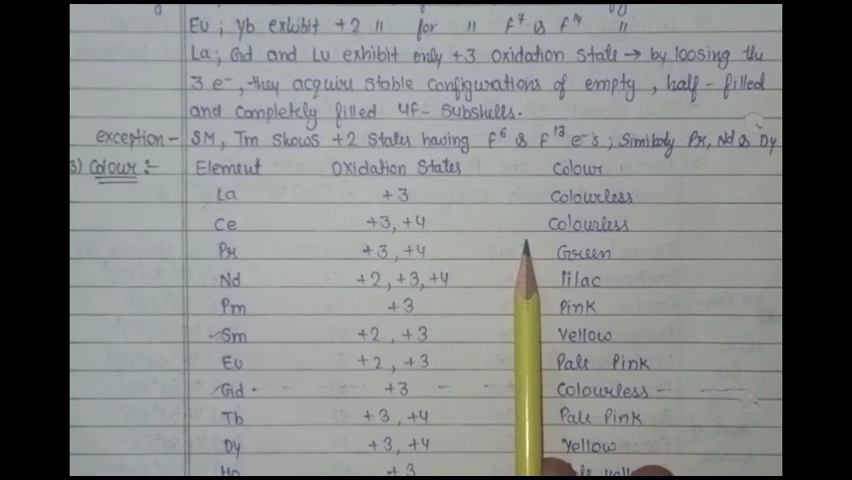 Eu; Yb exhibit +2 " for " f⁷ & f¹⁴ "
La; Gd and Lu exhibit only +3 oxidation state → by loosing the
3 e⁻, they acquire stable configurations of empty, half-filled
and completely filled 4f-subshells.
exception - SM, Tm shows +2 states having f⁶ & f¹³ e⁻s; Similarly Pr, Nd & Dy
3) Colour:- Element Oxidation States Colour
La +3 Colourless
Ce +3, +4 Colourless
Pr +3, +4 Green
Nd +2, +3, +4 lilac
Pm +3 Pink
Sm +2, +3 Yellow
Eu +2, +3 Pale Pink
Gd +3 Colourless
Tb +3, +4 Pale Pink
Dy +3, +4 Yellow
Ho +3